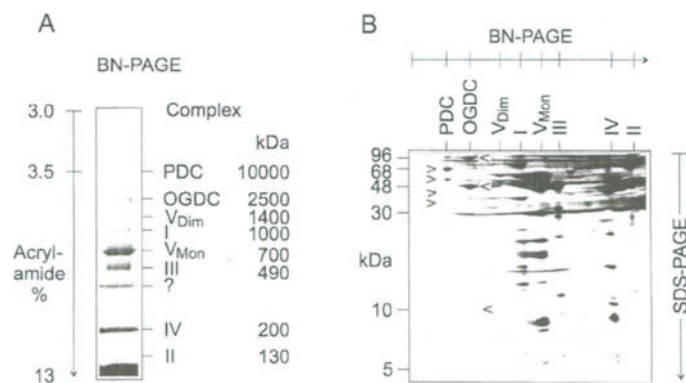 A
BN-PAGE
Complex
kDa
3.0
3.5
Acryl-
amide
%
13
PDC 10000
OGDC 2500
VDim 1400
I 1000
VMon 700
III 490
?
IV 200
II 130
B
BN-PAGE
PDC
OGDC
VDim
I
VMon
III
IV
II
96
68
48
30
kDa
10
5
SDS-PAGE